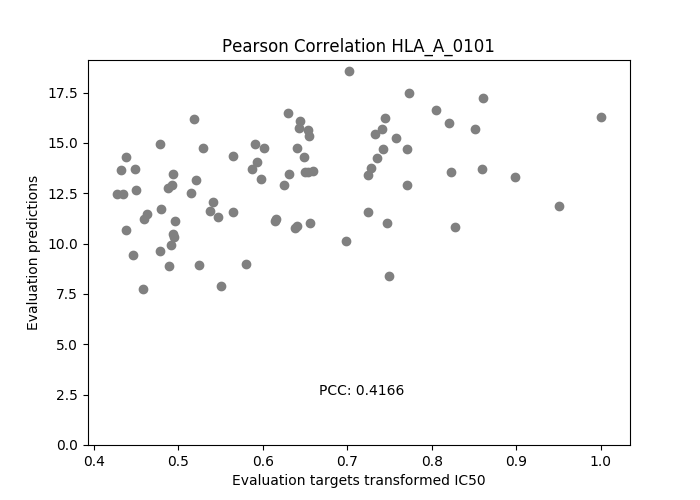 Pearson Correlation HLA_A_0101
Evaluation predictions
17.5
15.0
12.5
10.0
7.5
5.0
2.5
0.0
PCC: 0.4166
0.4 0.5 0.6 0.7 0.8 0.9 1.0
Evaluation targets transformed IC50